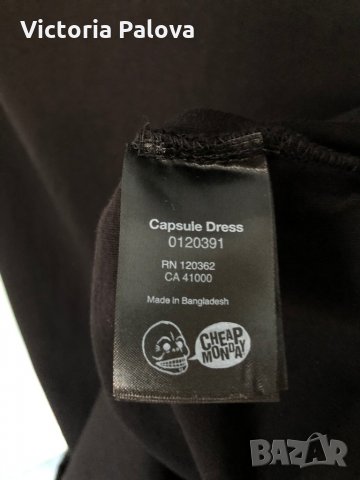 Victoria Palova
Capsule Dress
0120391
RN 120362
CA 41000
Made in Bangladesh
CHEAP
MONDAY
BAZAR